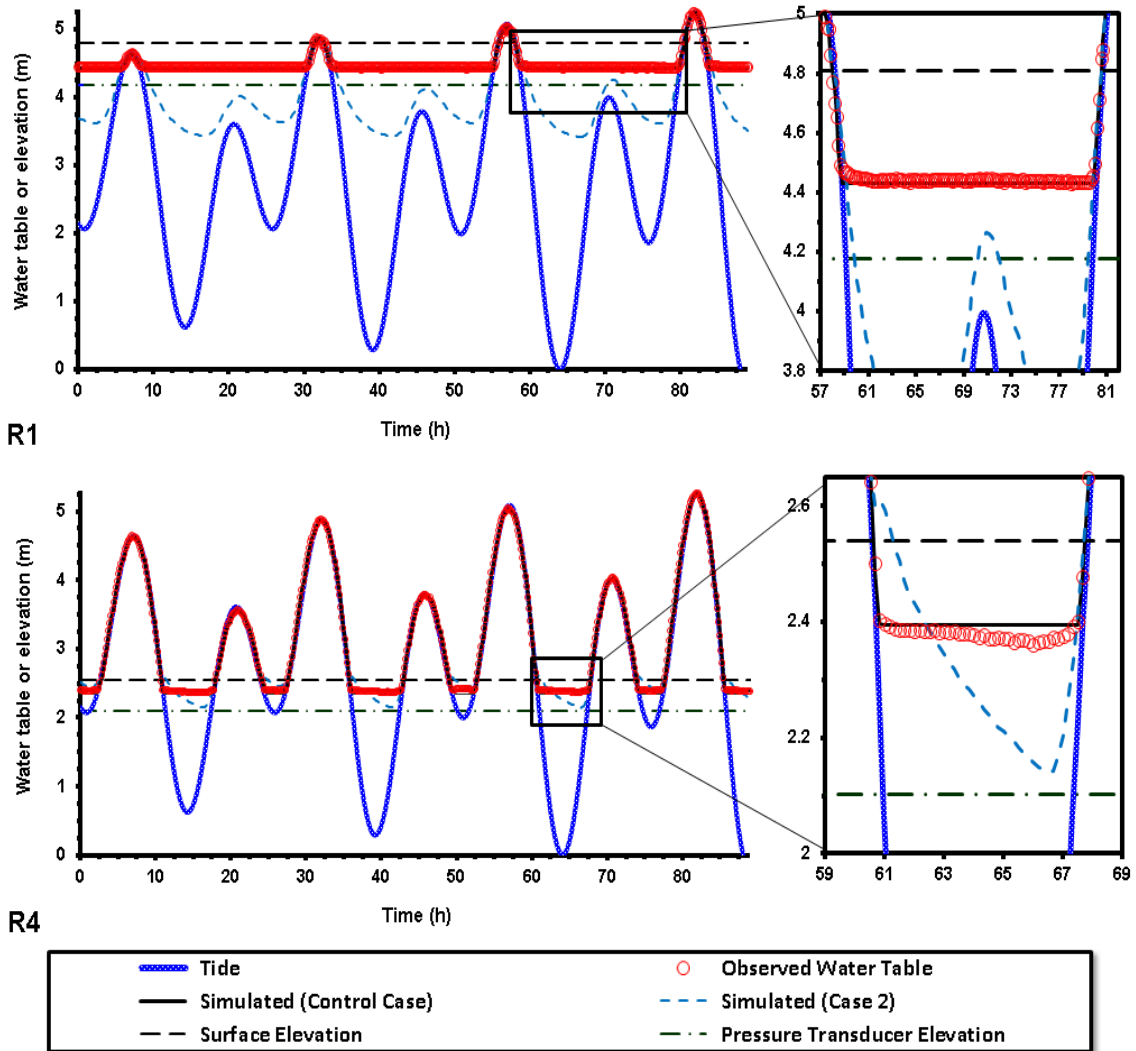 Water table or elevation (m)
5
4
3
2
1
0
0 10 20 30 40 50 60 70 80
Time (h)
R1
5
4.8
4.6
4.4
4.2
4
3.8
57 61 65 69 73 77 81
Water table or elevation (m)
5
4
3
2
1
0
0 10 20 30 40 50 60 70 80
Time (h)
R4
2.6
2.4
2.2
2
59 61 63 65 67 69
Tide
Observed Water Table
Simulated (Control Case)
Simulated (Case 2)
Surface Elevation
Pressure Transducer Elevation